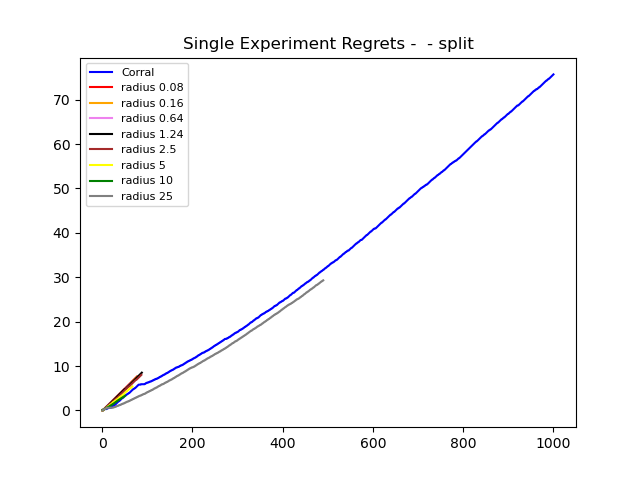 Single Experiment Regrets -  - split
Corral
radius 0.08
radius 0.16
radius 0.64
radius 1.24
radius 2.5
radius 5
radius 10
radius 25
70
60
50
40
30
20
10
0
0 200 400 600 800 1000